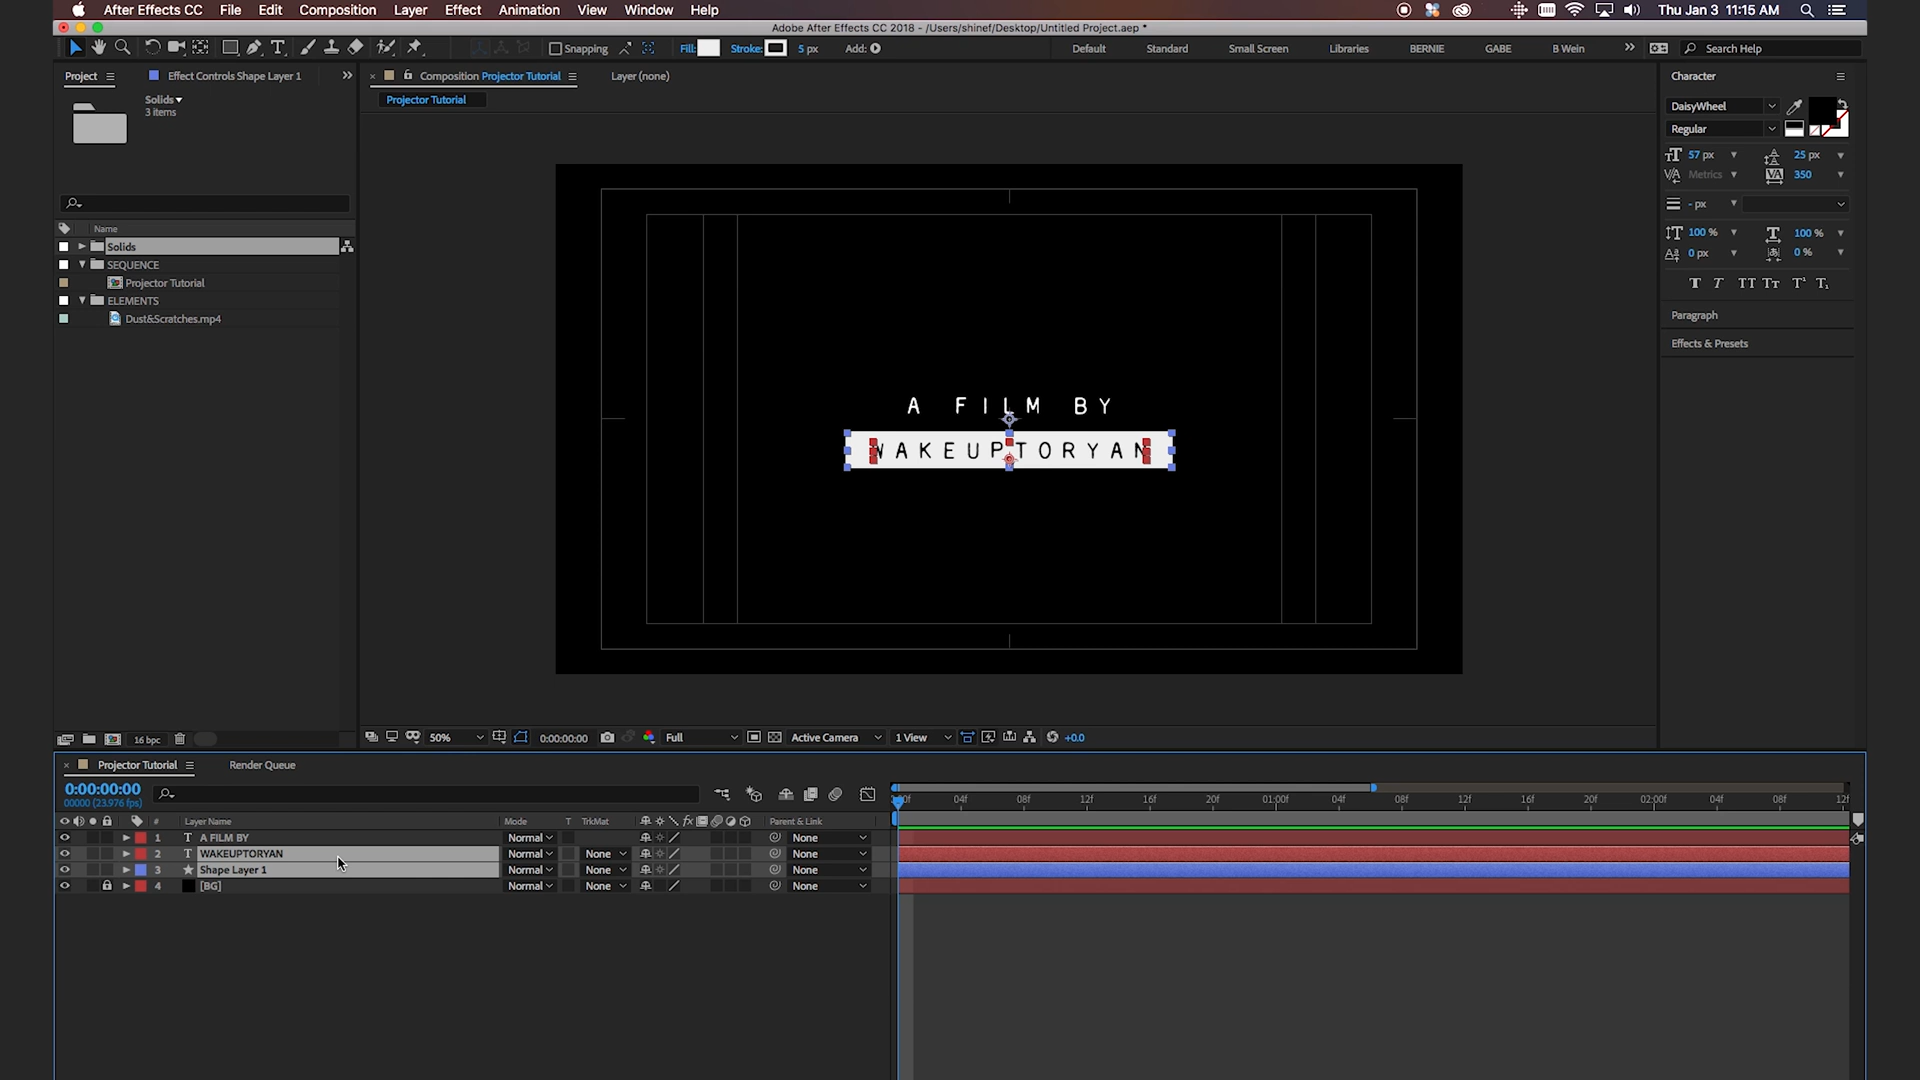 After Effects CC File Edit Composition Layer Effect Animation View Window Help Thu Jan 3 11:15 AM
Adobe After Effects CC 2018 - /Users/shinef/Desktop/Untitled Project.aep *
Snapping Fill: Stroke: 5 px Add: Default Standard Small Screen Libraries BERNIE GABE B Wein Search Help
Project Effect Controls Shape Layer 1 Composition Projector Tutorial Layer (none) Character
Projector Tutorial
Solids
3 items
DaisyWheel
Regular
57 px 25 px
Metrics 350
- px
100 % 100 %
0 px 0 %
T T TT Tт T¹ T₁
Paragraph
Effects & Presets
Name
Solids
SEQUENCE
Projector Tutorial
ELEMENTS
Dust&Scratches.mp4
A FILM BY
WAKEUPTORYAN
16 bpc 50% 0:00:00:00 Full Active Camera 1 View +0.0
Projector Tutorial Render Queue
0:00:00:00
00000 (23.976 fps)
04f 08f 12f 16f 20f 01:00f 04f 08f 12f 16f 20f 02:00f 04f 08f 12f
# Layer Name Mode T TrkMat fx Parent & Link
1 T A FILM BY Normal None
2 T WAKEUPTORYAN Normal None None
3 Shape Layer 1 Normal None None
4 [BG] Normal None None